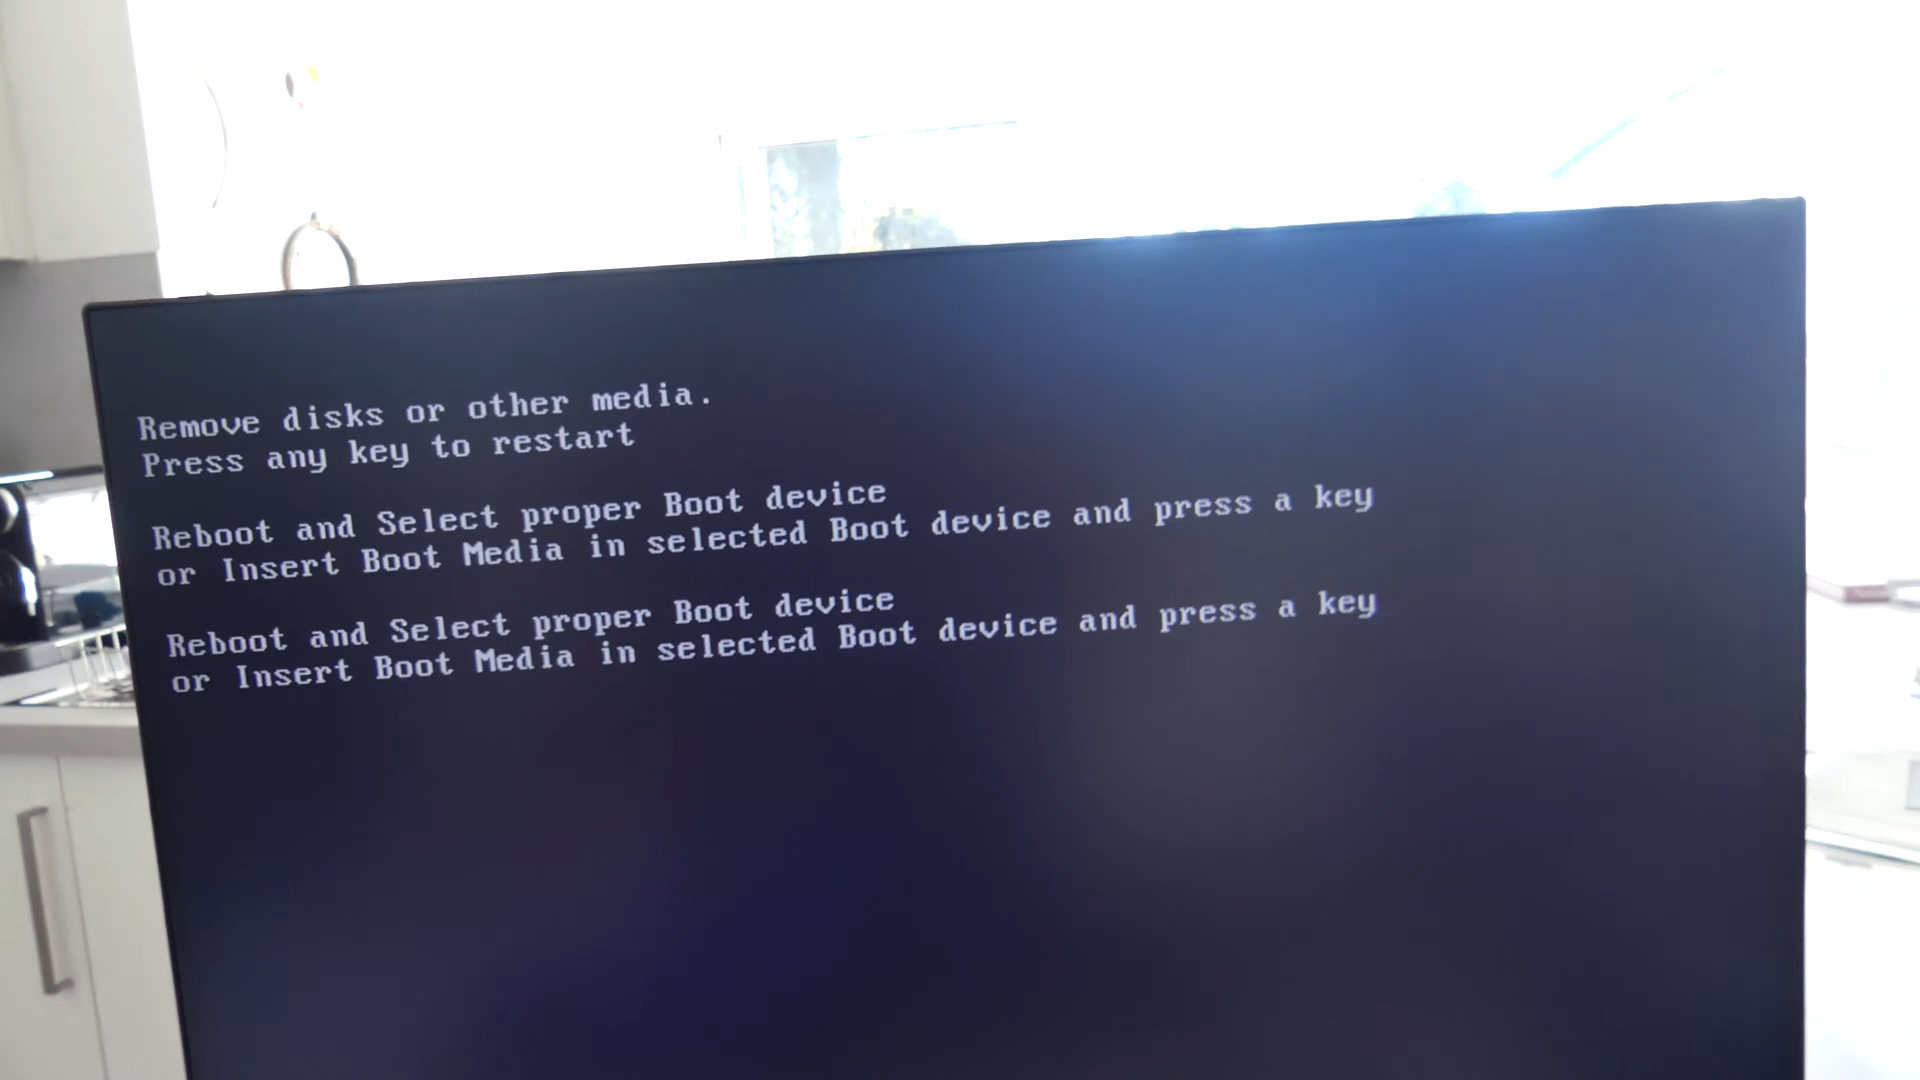 Remove disks or other media.
Press any key to restart
Reboot and Select proper Boot device
or Insert Boot Media in selected Boot device and press a key
Reboot and Select proper Boot device
or Insert Boot Media in selected Boot device and press a key